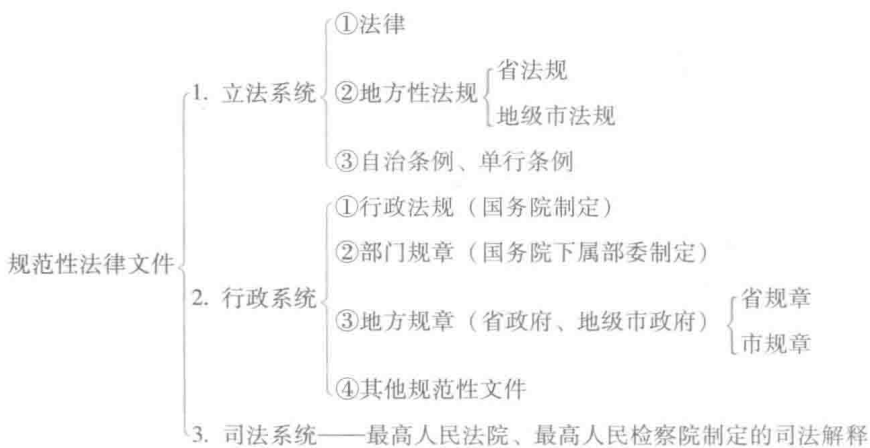 ①法律
省法规
1. 立法系统
②地方性法规
地级市法规
③自治条例、单行条例
①行政法规（国务院制定）
规范性法律文件
②部门规章（国务院下属部委制定）
2. 行政系统
省规章
③地方规章（省政府、地级市政府）
市规章
④其他规范性文件
3. 司法系统——最高人民法院、最高人民检察院制定的司法解释